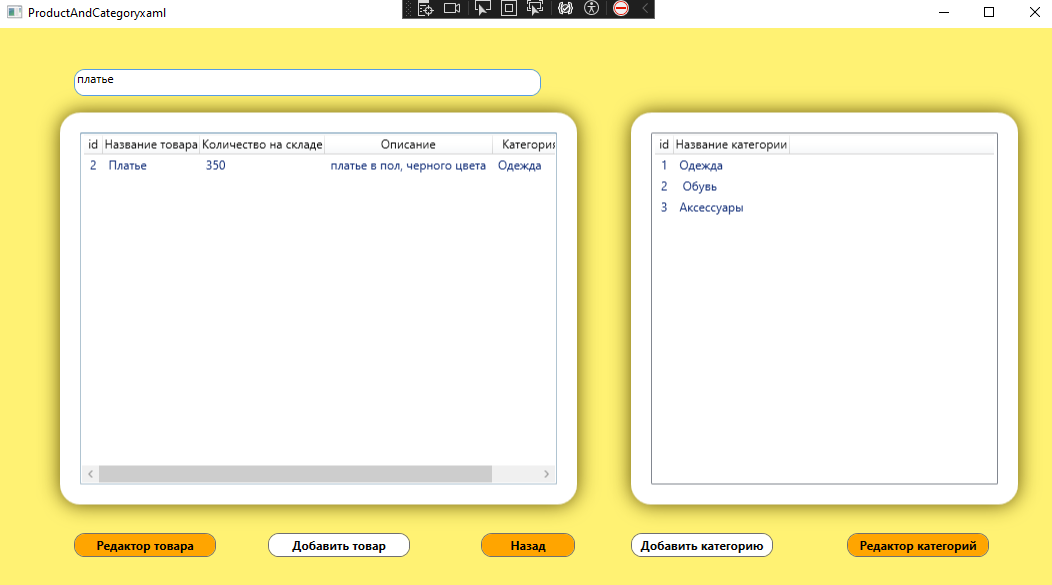 ProductAndCategoryxaml
платье
id Название товара Количество на складе Описание Категория
2 Платье 350 платье в пол, черного цвета Одежда
id Название категории
1 Одежда
2 Обувь
3 Аксессуары
Редактор товара Добавить товар Назад Добавить категорию Редактор категорий